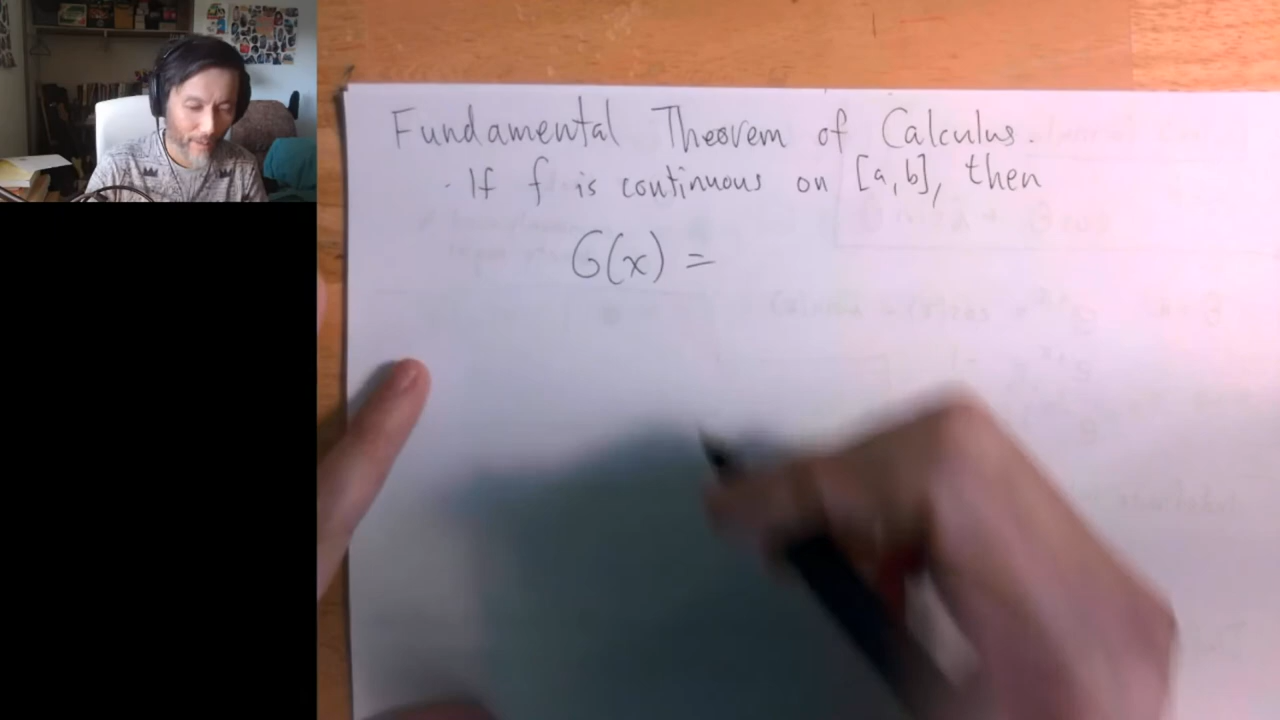 Fundamental Theorem of Calculus.
· If f is continuous on [a,b], then
G(x) =